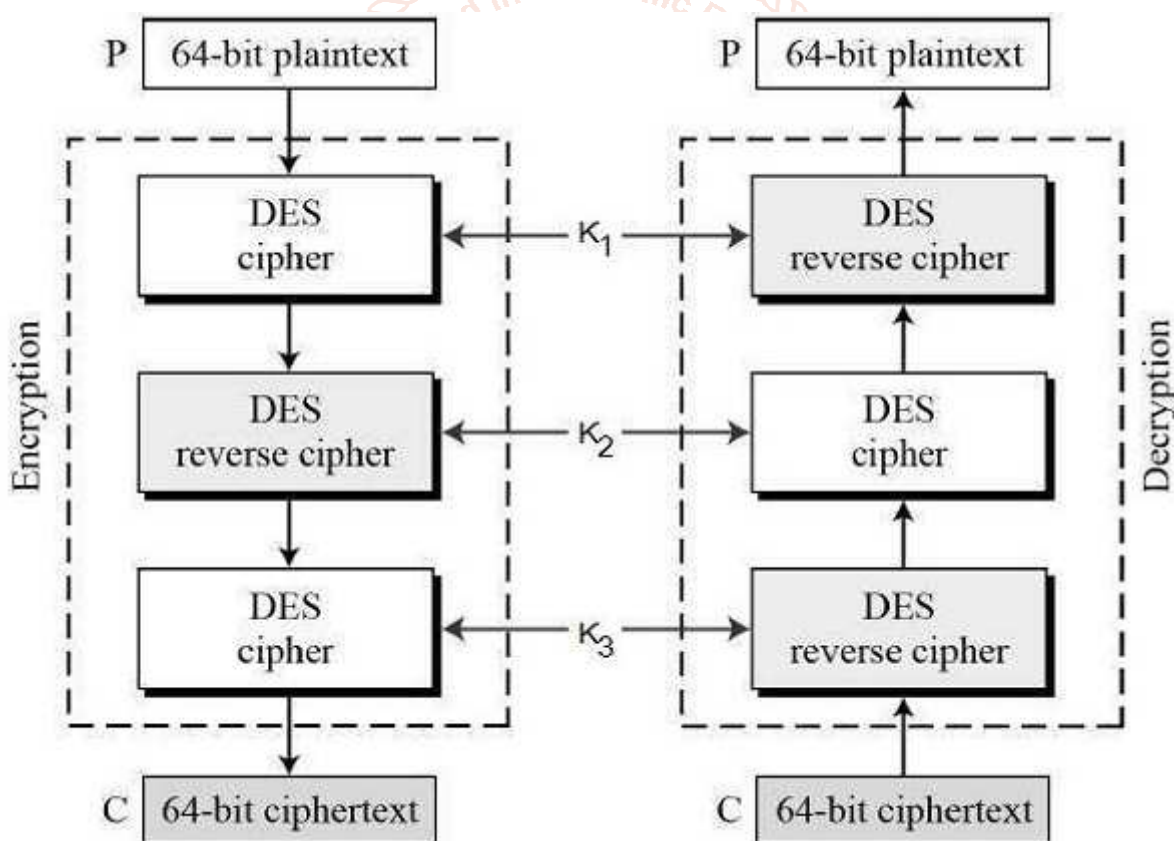 P 64-bit plaintext
Encryption
DES
cipher
K1
DES
reverse cipher
K2
DES
cipher
K3
C 64-bit ciphertext
P 64-bit plaintext
DES
reverse cipher
DES
cipher
DES
reverse cipher
Decryption
C 64-bit ciphertext